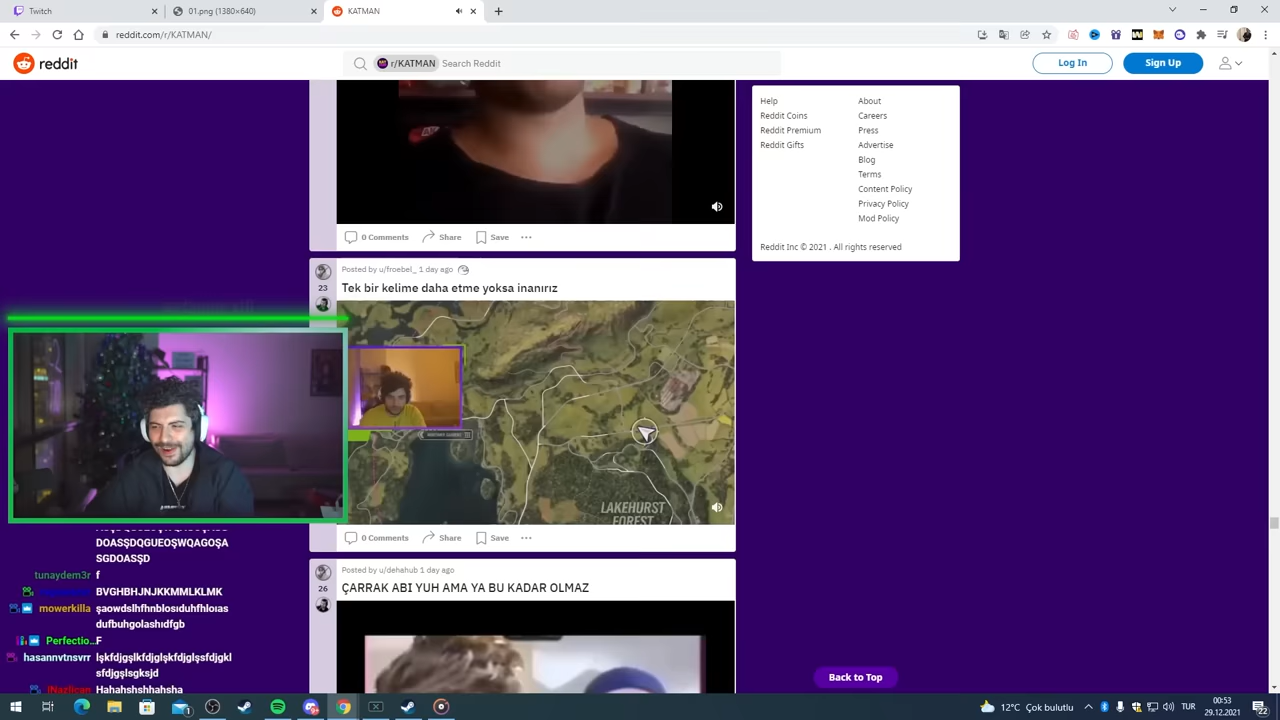 Twitch
01.png (1380×640)
KATMAN
reddit.com/r/KATMAN/
reddit
r/KATMAN
Search Reddit
Log In
Sign Up
Help
About
Reddit Coins
Careers
Reddit Premium
Press
Reddit Gifts
Advertise
Blog
Terms
Content Policy
Privacy Policy
Mod Policy
Reddit Inc © 2021 . All rights reserved
0 Comments
Share
Save
Posted by u/froebel_ 1 day ago
23
Tek bir kelime daha etme yoksa inanırız
LAKEHURST
FOREST
0 Comments
Share
Save
Posted by u/dehahub 1 day ago
26
ÇARRAK ABI YUH AMA YA BU KADAR OLMAZ
DOASŞDQGUEOŞWQAGOŞA
SGDOASŞD
tunaydem3r f
BVGHBHJNJKKMMLKLMK
mowerkilla şaowdslhfhnblosıduhfhloıas
dufbuhgolashıdfgb
Perfectio... F
hasannvtnsvrr lşkfdjgşlkfdjglşkfdjglşsfdjgkl
sfdjgşlsgksjd
INazlican Hahahshshhahsha
Back to Top
12°C Çok bulutlu
TUR
00:53
29.12.2021
22